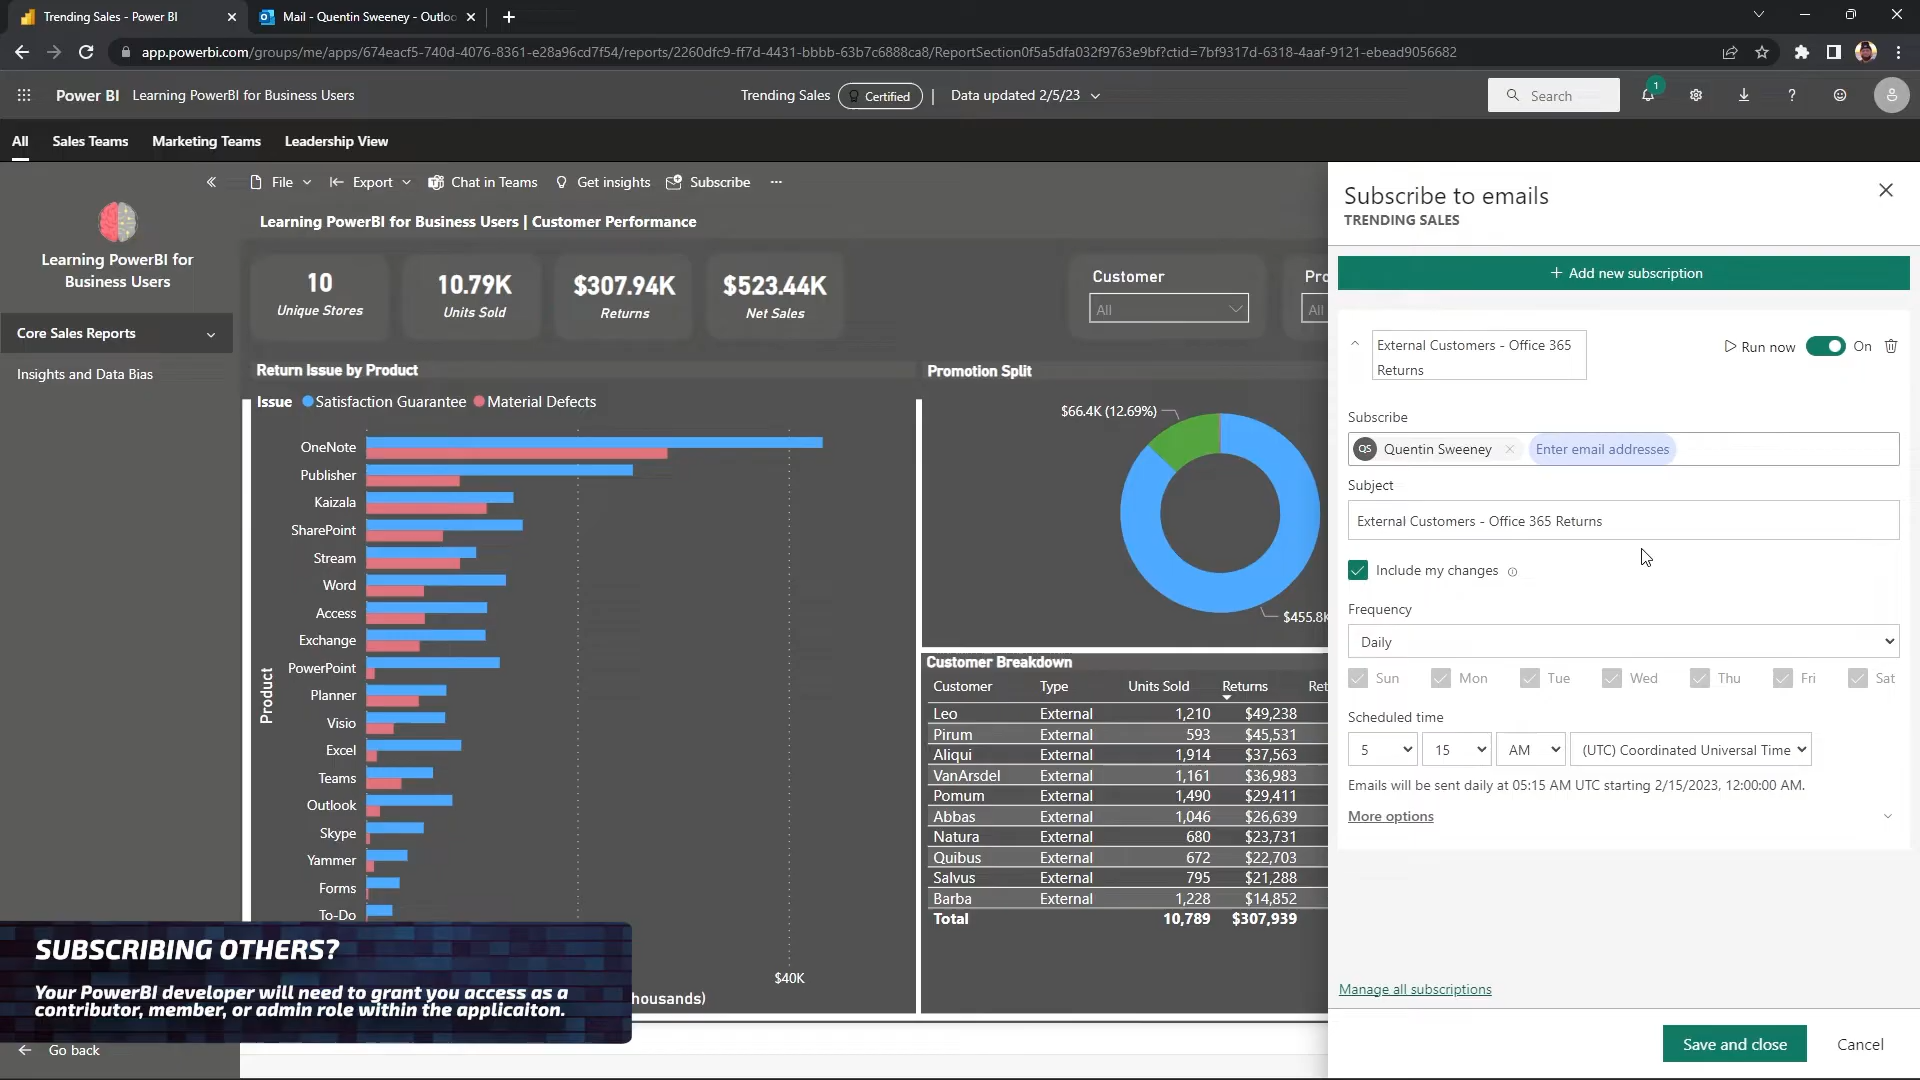 Trending Sales - Power BI
Mail - Quentin Sweeney - Outloo
app.powerbi.com/groups/me/apps/674eacf5-740d-4076-8361-e28a96cd7f54/reports/2260dfc9-ff7d-4431-bbbb-63b7c6888ca8/ReportSection0f5a5dfa032f9763e9bf?ctid=7bf9317d-6318-4aaf-9121-ebead9056682
Power BI Learning PowerBI for Business Users
Trending Sales Certified | Data updated 2/5/23
Search
1
All Sales Teams Marketing Teams Leadership View
File Export Chat in Teams Get insights Subscribe
Learning PowerBI for
Business Users
Core Sales Reports
Insights and Data Bias
Go back
Learning PowerBI for Business Users | Customer Performance
10
Unique Stores
10.79K
Units Sold
$307.94K
Returns
$523.44K
Net Sales
Customer
All
Pro
All
Return Issue by Product
Issue Satisfaction Guarantee Material Defects
Product
OneNote
Publisher
Kaizala
SharePoint
Stream
Word
Access
Exchange
PowerPoint
Planner
Visio
Excel
Teams
Outlook
Skype
Yammer
Forms
To-Do
$40K
housands)
Promotion Split
$66.4K (12.69%)
$455.8K
Customer Breakdown
Customer Type Units Sold Returns Ret
Leo External 1,210 $49,238
Pirum External 593 $45,531
Aliqui External 1,914 $37,563
VanArsdel External 1,161 $36,983
Pomum External 1,490 $29,411
Abbas External 1,046 $26,639
Natura External 680 $23,731
Quibus External 672 $22,703
Salvus External 795 $21,288
Barba External 1,228 $14,852
Total 10,789 $307,939
Subscribe to emails
TRENDING SALES
+ Add new subscription
External Customers - Office 365
Returns
Run now On
Subscribe
QS Quentin Sweeney Enter email addresses
Subject
External Customers - Office 365 Returns
Include my changes
Frequency
Daily
Sun Mon Tue Wed Thu Fri Sat
Scheduled time
5 15 AM (UTC) Coordinated Universal Time
Emails will be sent daily at 05:15 AM UTC starting 2/15/2023, 12:00:00 AM.
More options
Manage all subscriptions
Save and close Cancel
SUBSCRIBING OTHERS?
Your PowerBI developer will need to grant you access as a
contributor, member, or admin role within the applicaiton.